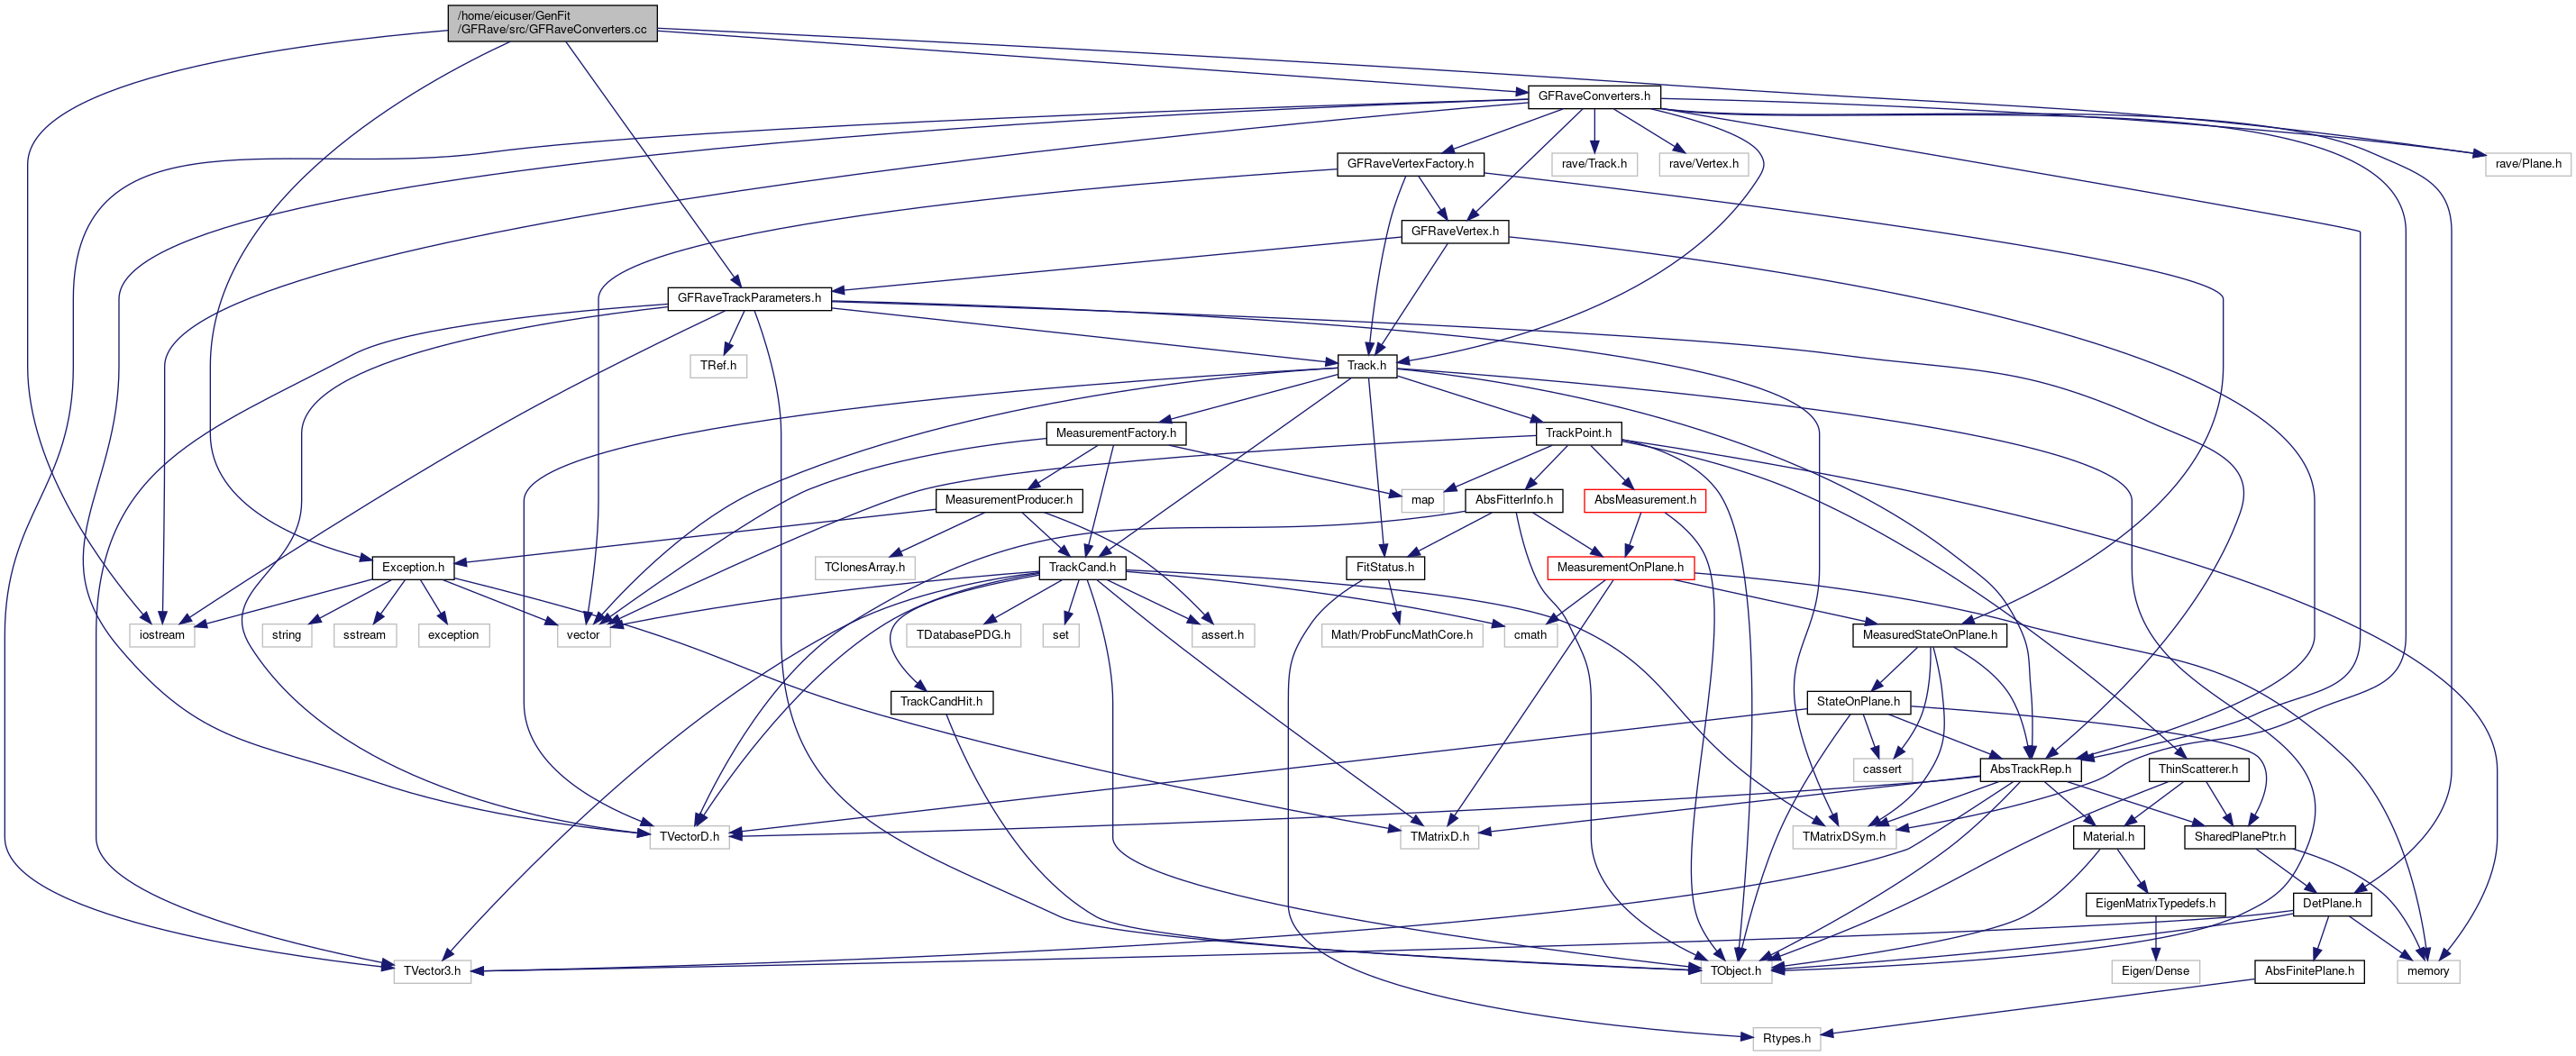 /home/eicuser/GenFit
/GFRave/src/GFRaveConverters.cc
GFRaveConverters.h
GFRaveVertexFactory.h
rave/Track.h
rave/Vertex.h
rave/Plane.h
GFRaveVertex.h
GFRaveTrackParameters.h
TRef.h
Track.h
MeasurementFactory.h
TrackPoint.h
MeasurementProducer.h
map
AbsFitterInfo.h
AbsMeasurement.h
Exception.h
TClonesArray.h
TrackCand.h
FitStatus.h
MeasurementOnPlane.h
iostream
string
sstream
exception
vector
TDatabasePDG.h
set
assert.h
Math/ProbFuncMathCore.h
cmath
MeasuredStateOnPlane.h
TrackCandHit.h
StateOnPlane.h
cassert
AbsTrackRep.h
ThinScatterer.h
TVectorD.h
TMatrixD.h
TMatrixDSym.h
Material.h
SharedPlanePtr.h
EigenMatrixTypedefs.h
DetPlane.h
TVector3.h
TObject.h
Eigen/Dense
AbsFinitePlane.h
memory
Rtypes.h